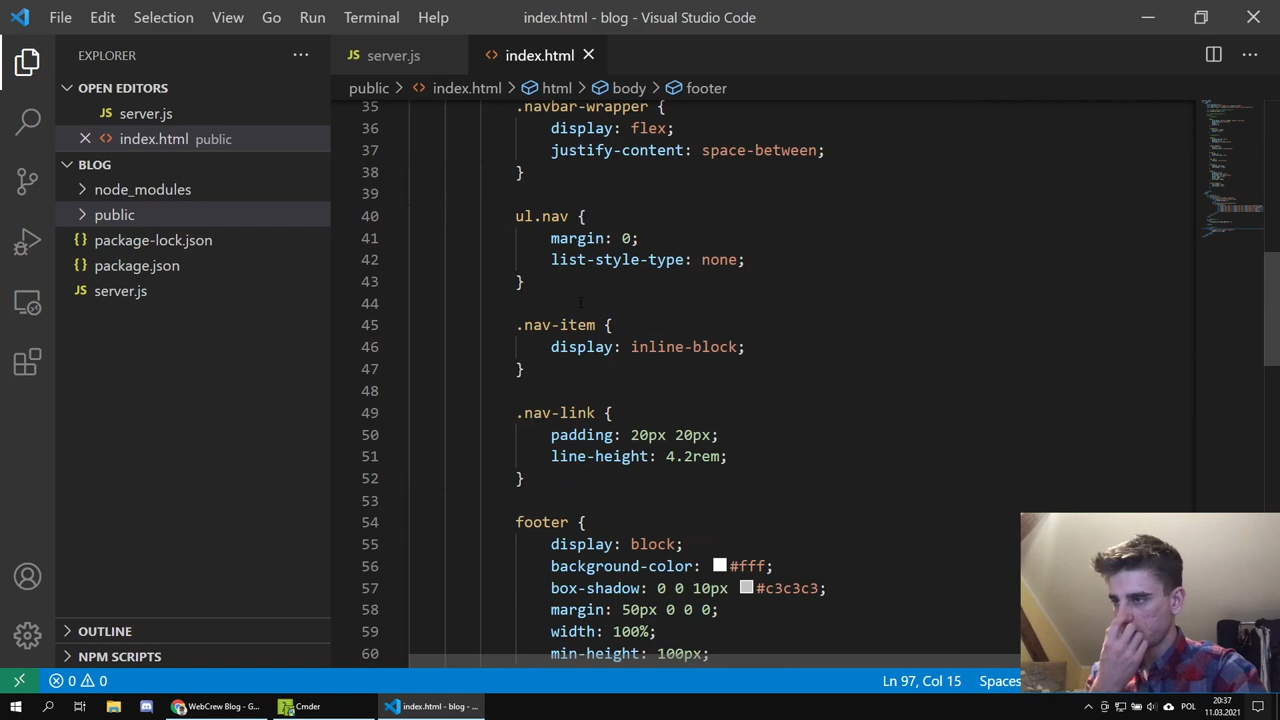 File Edit Selection View Go Run Terminal Help index.html - blog - Visual Studio Code
EXPLORER
OPEN EDITORS
JS server.js
index.html public
BLOG
node_modules
public
{} package-lock.json
{} package.json
JS server.js
OUTLINE
NPM SCRIPTS
JS server.js
index.html
public > index.html > html > body > footer
35 .navbar-wrapper {
36 display: flex;
37 justify-content: space-between;
38 }
39
40 ul.nav {
41 margin: 0;
42 list-style-type: none;
43 }
44
45 .nav-item {
46 display: inline-block;
47 }
48
49 .nav-link {
50 padding: 20px 20px;
51 line-height: 4.2rem;
52 }
53
54 footer {
55 display: block;
56 background-color: #fff;
57 box-shadow: 0 0 10px #c3c3c3;
58 margin: 50px 0 0 0;
59 width: 100%;
60 min-height: 100px;
0 0 Ln 97, Col 15 Spaces
WebCrew Blog - G... Cmder index.html - blog - ... POL 20:37
11.03.2021